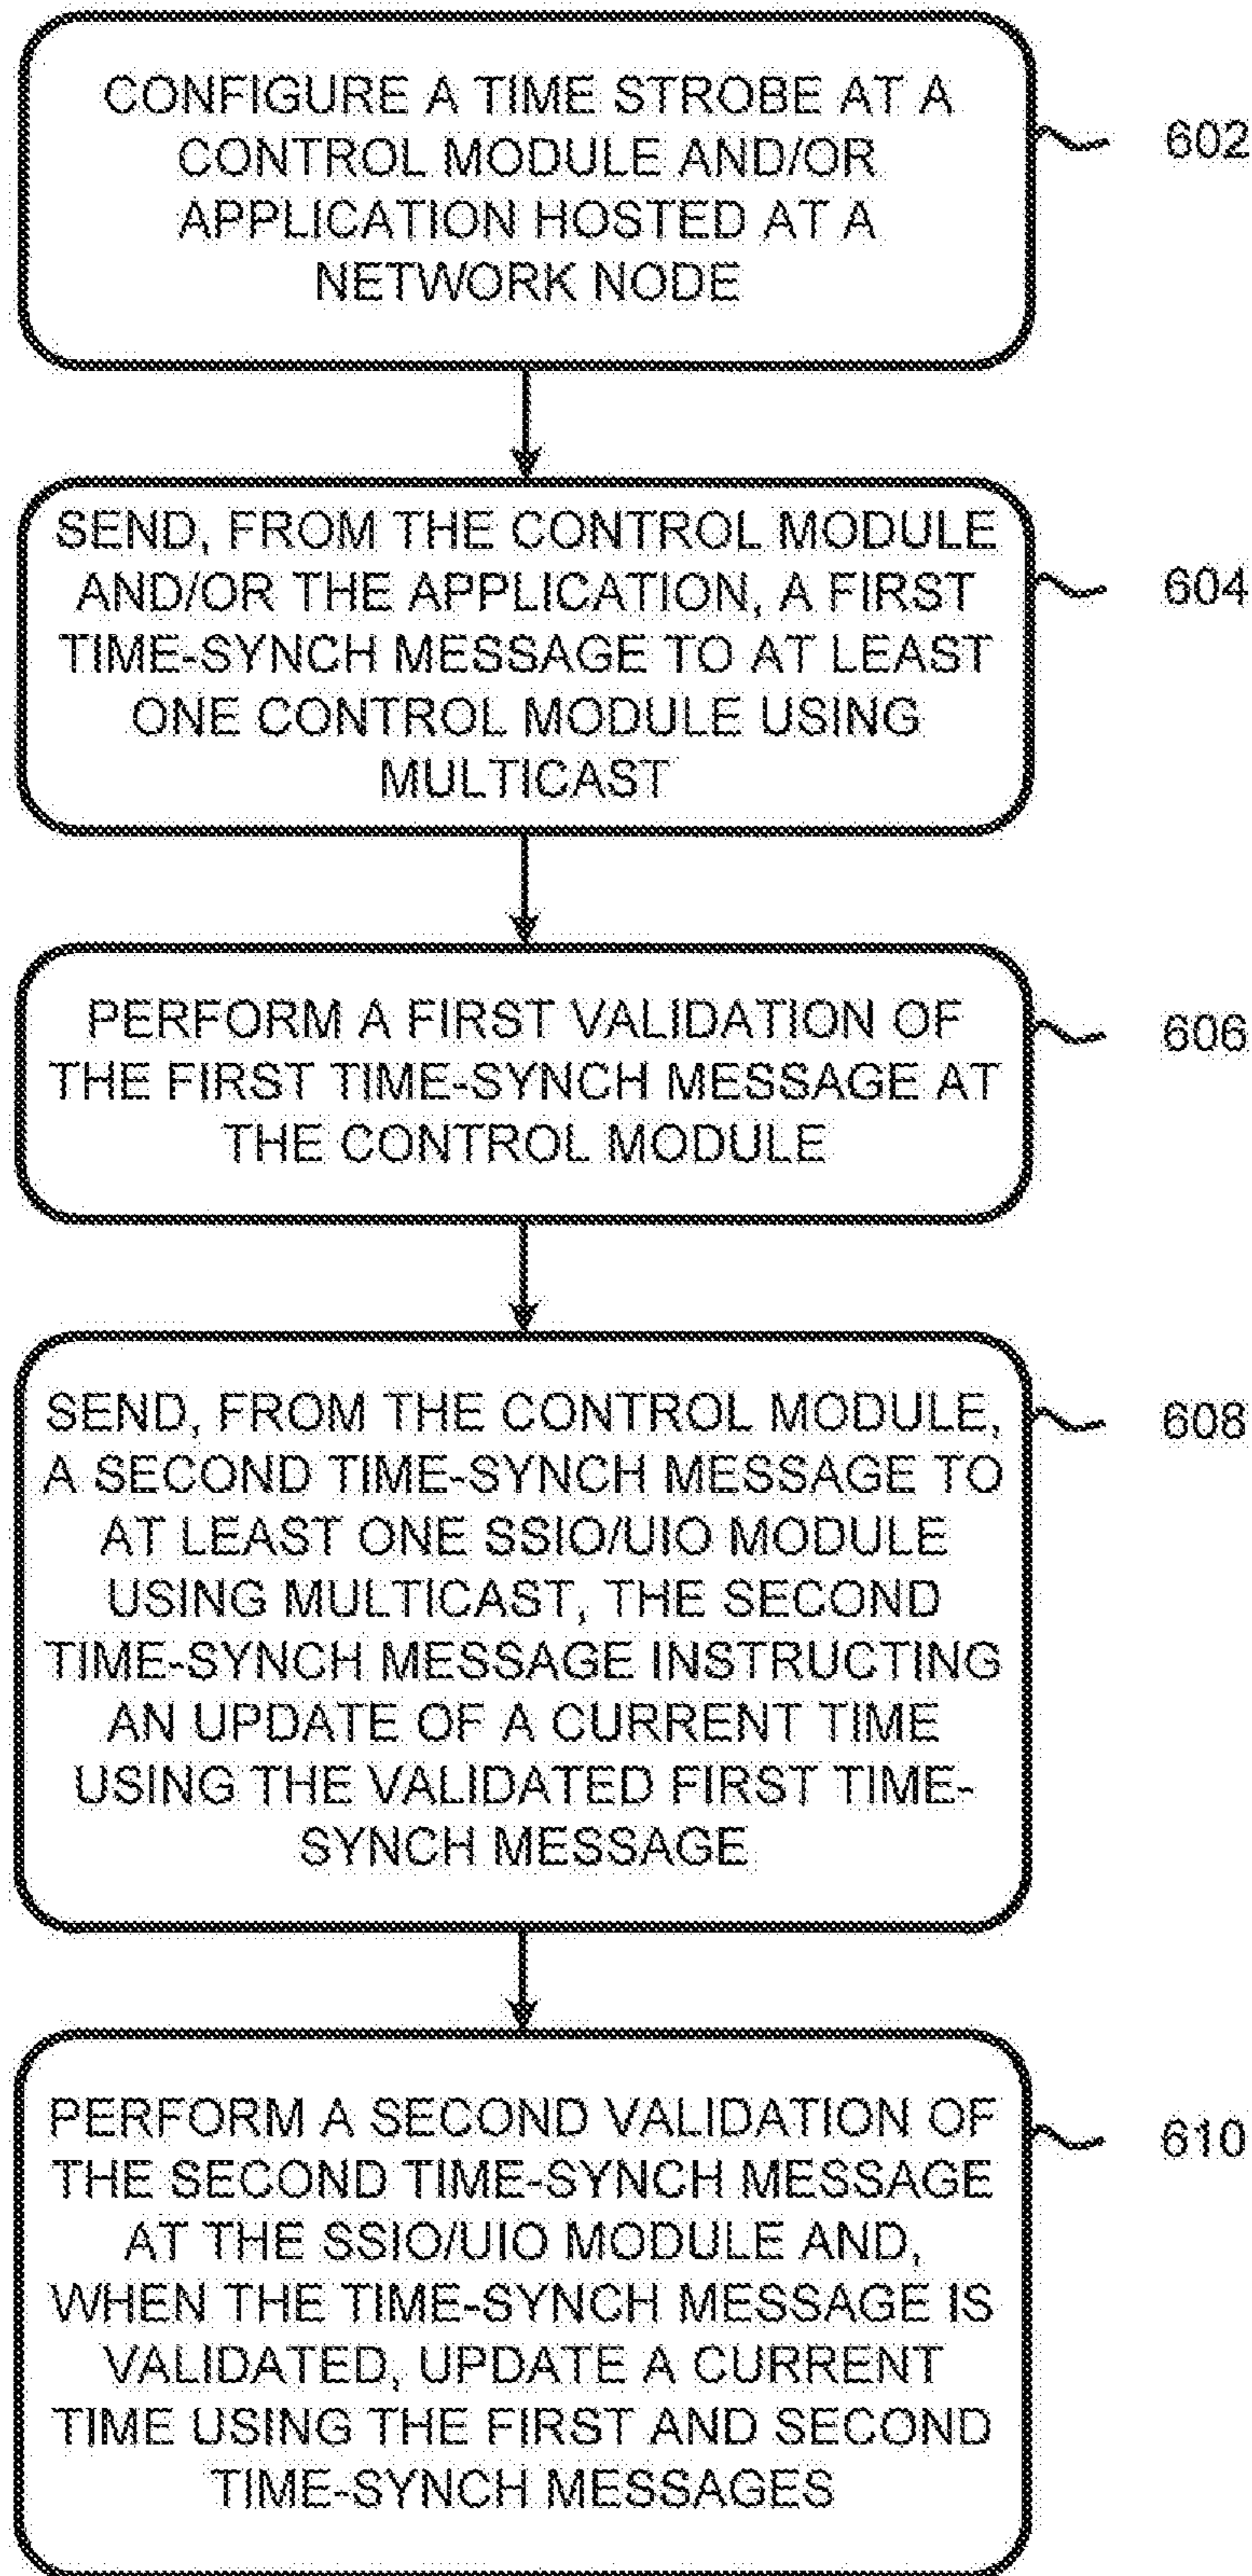 CONFIGURE A TIME STROBE AT A
CONTROL MODULE AND/OR
APPLICATION HOSTED AT A
NETWORK NODE
602
SEND, FROM THE CONTROL MODULE
AND/OR THE APPLICATION, A FIRST
TIME-SYNCH MESSAGE TO AT LEAST
ONE CONTROL MODULE USING
MULTICAST
604
PERFORM A FIRST VALIDATION OF
THE FIRST TIME-SYNCH MESSAGE AT
THE CONTROL MODULE
606
SEND, FROM THE CONTROL MODULE,
A SECOND TIME-SYNCH MESSAGE TO
AT LEAST ONE SSIO/UIO MODULE
USING MULTICAST, THE SECOND
TIME-SYNCH MESSAGE INSTRUCTING
AN UPDATE OF A CURRENT TIME
USING THE VALIDATED FIRST TIME-
SYNCH MESSAGE
608
PERFORM A SECOND VALIDATION OF
THE SECOND TIME-SYNCH MESSAGE
AT THE SSIO/UIO MODULE AND,
WHEN THE TIME-SYNCH MESSAGE IS
VALIDATED, UPDATE A CURRENT
TIME USING THE FIRST AND SECOND
TIME-SYNCH MESSAGES
610